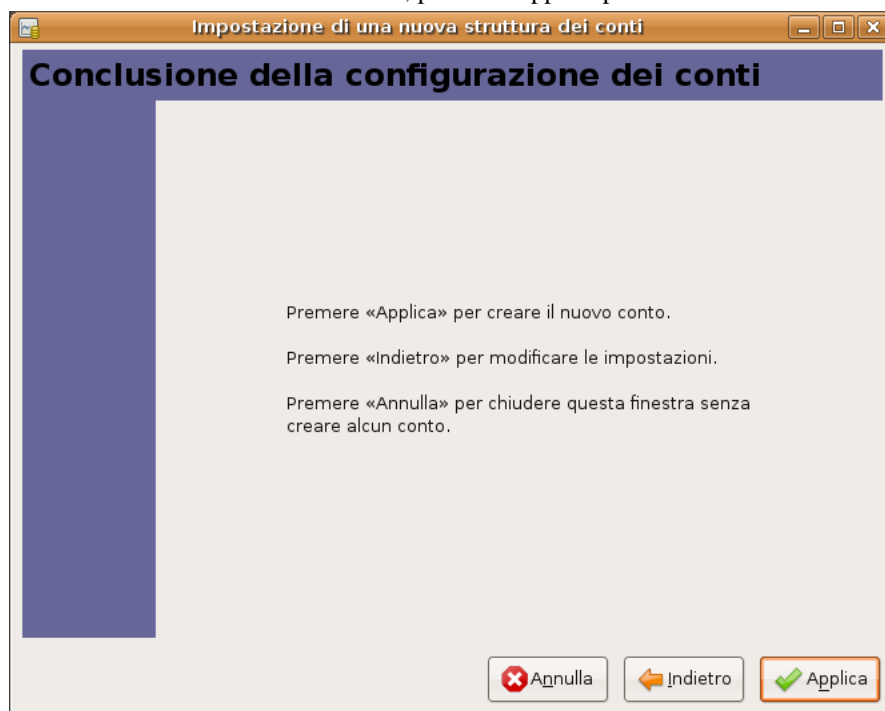 Impostazione di una nuova struttura dei conti
Conclusione della configurazione dei conti
Premere «Applica» per creare il nuovo conto.
Premere «Indietro» per modificare le impostazioni.
Premere «Annulla» per chiudere questa finestra senza
creare alcun conto.
Annulla
Indietro
Applica